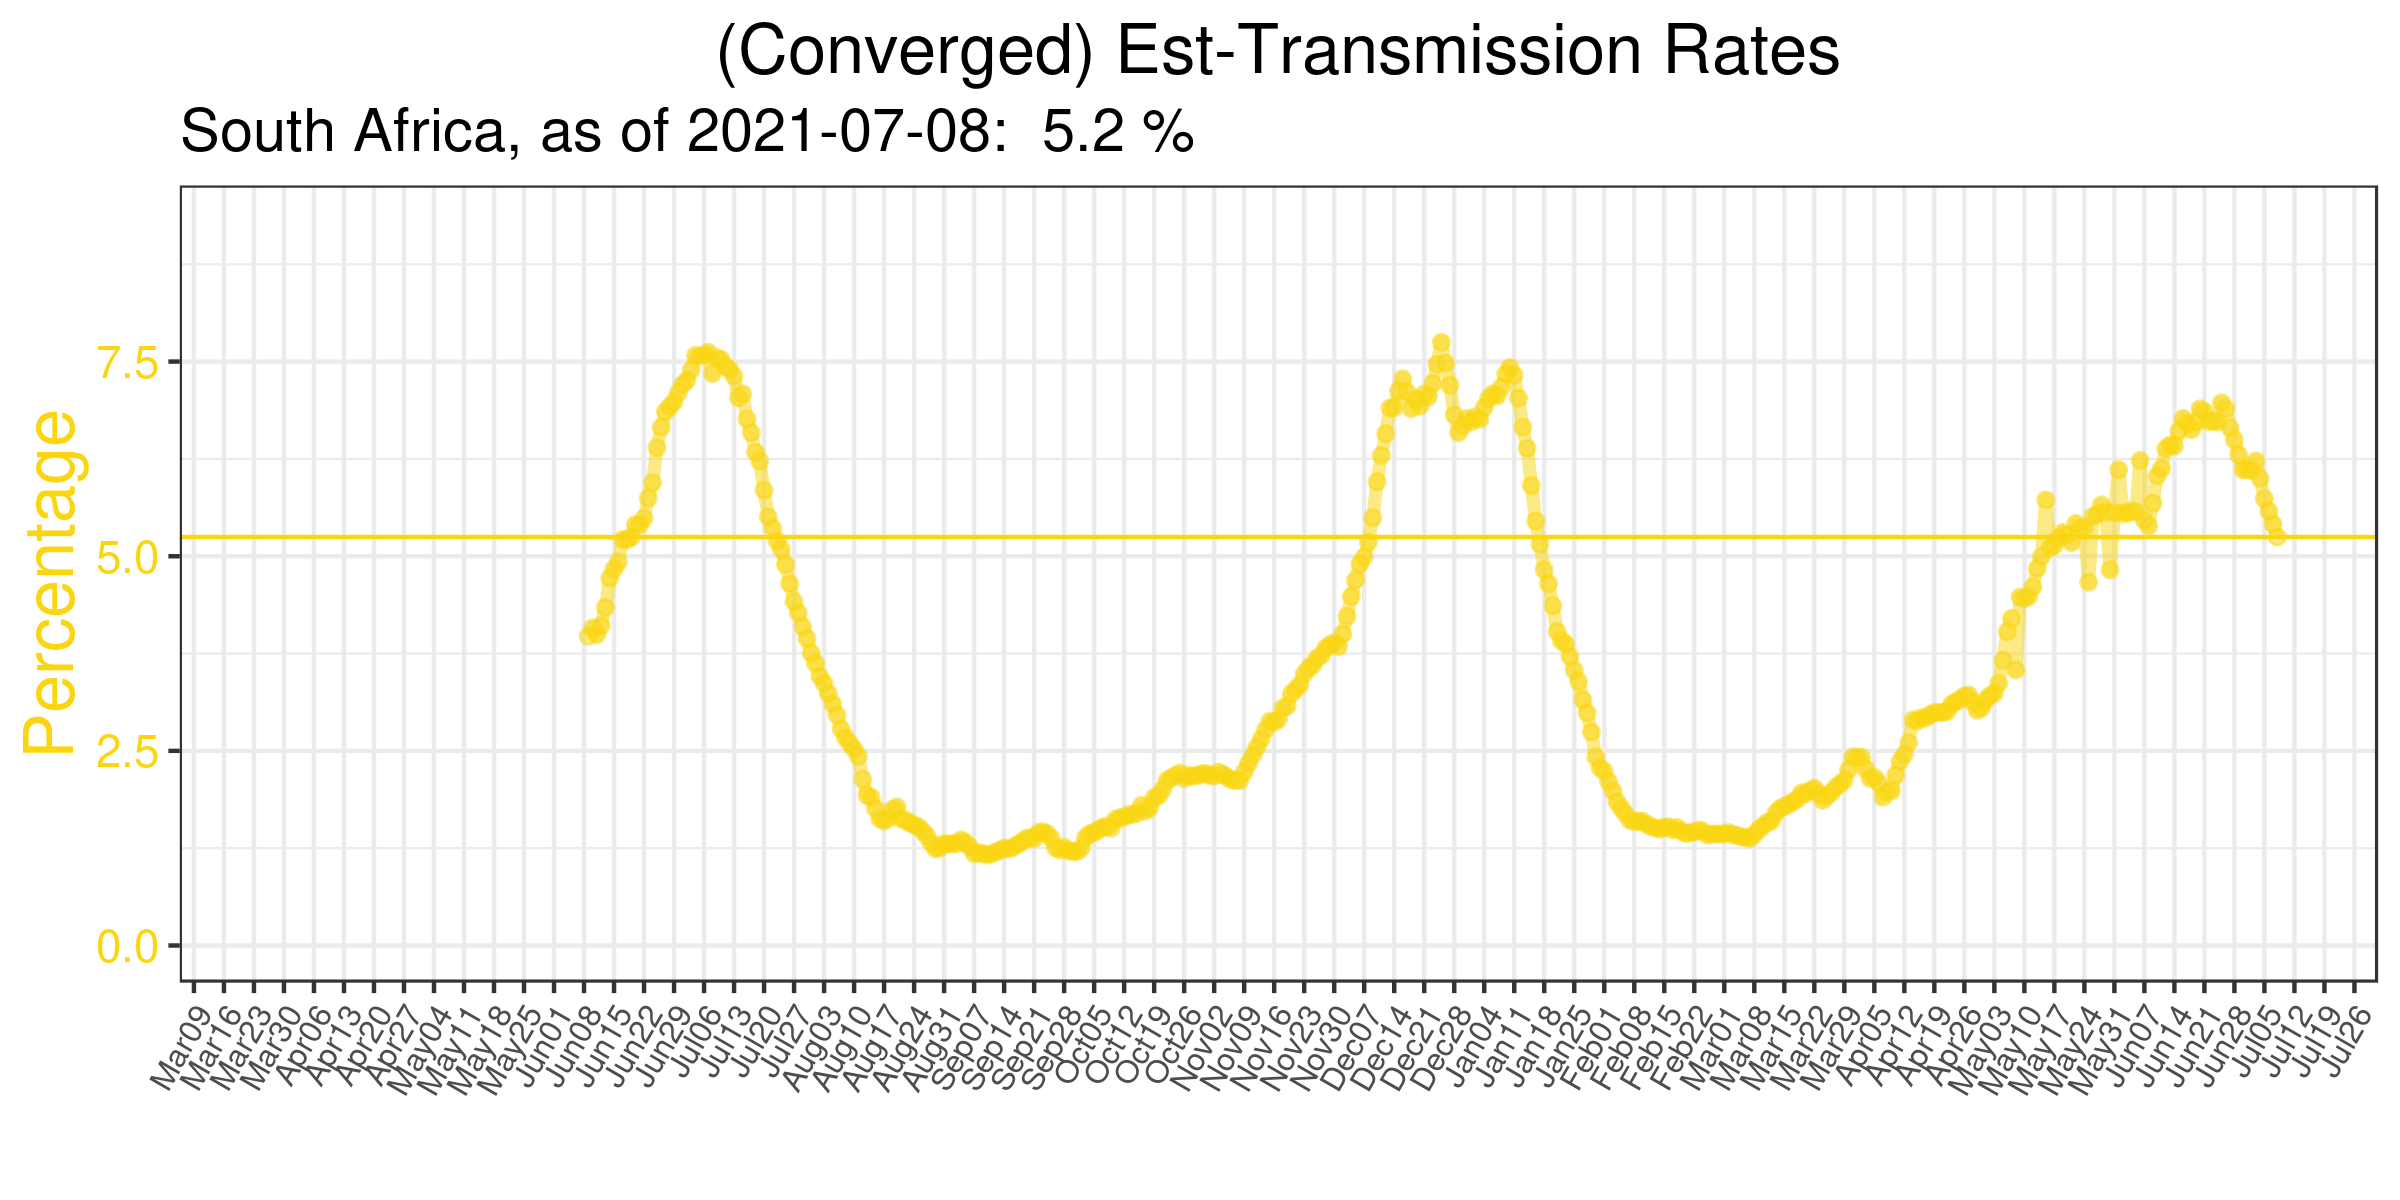 (Converged) Est-Transmission Rates
South Africa, as of 2021-07-08:  5.2 %
Percentage
7.5
5.0
2.5
0.0
Mar09
Mar16
Mar23
Mar30
Apr06
Apr13
Apr20
Apr27
May04
May11
May18
May25
Jun01
Jun08
Jun15
Jun22
Jun29
Jul06
Jul13
Jul20
Jul27
Aug03
Aug10
Aug17
Aug24
Aug31
Sep07
Sep14
Sep21
Sep28
Oct05
Oct12
Oct19
Oct26
Nov02
Nov09
Nov16
Nov23
Nov30
Dec07
Dec14
Dec21
Dec28
Jan04
Jan11
Jan18
Jan25
Feb01
Feb08
Feb15
Feb22
Mar01
Mar08
Mar15
Mar22
Mar29
Apr05
Apr12
Apr19
Apr26
May03
May10
May17
May24
May31
Jun07
Jun14
Jun21
Jun28
Jul05
Jul12
Jul19
Jul26